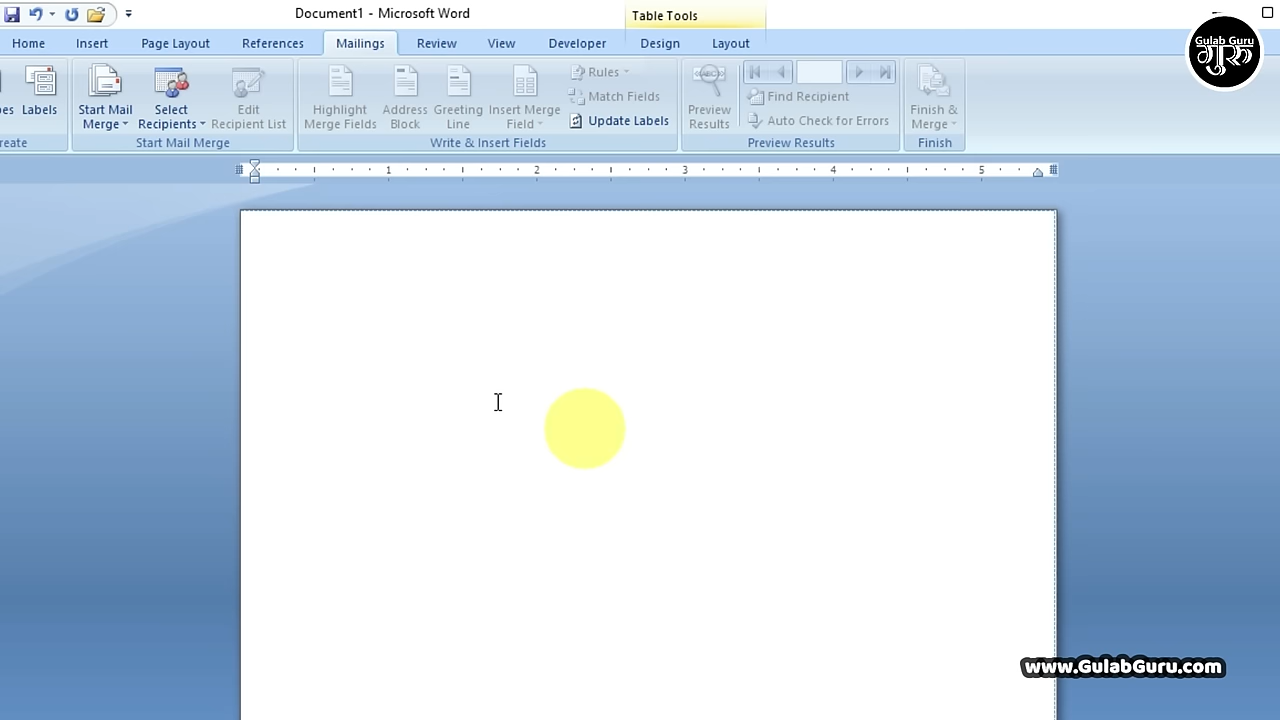 Document1 - Microsoft Word
Table Tools
Home
Insert
Page Layout
References
Mailings
Review
View
Developer
Design
Layout
Gulab Guru
गुरु
Labels
Start Mail
Merge
Select
Recipients
Edit
Recipient List
Start Mail Merge
Highlight
Merge Fields
Address
Block
Greeting
Line
Insert Merge
Field
Rules
Match Fields
Update Labels
Write & Insert Fields
ABC
Preview
Results
Find Recipient
Auto Check for Errors
Preview Results
Finish &
Merge
Finish
1 2 3 4 5
www.GulabGuru.com